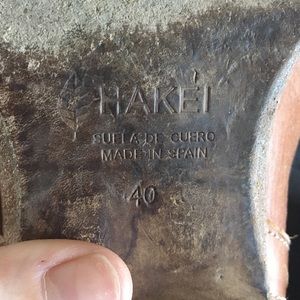 HAKEI
SUELA DE CUERO
MADE IN SPAIN
40